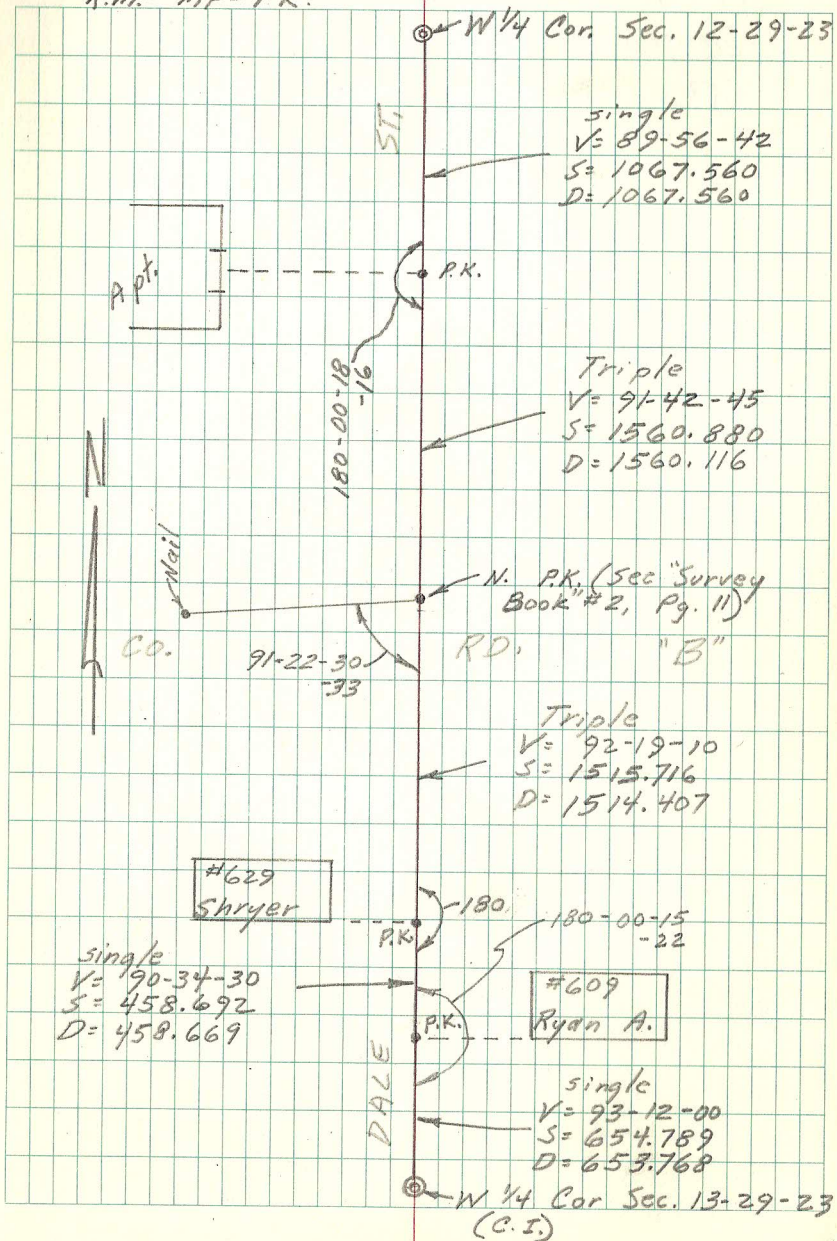 W 1/4 Cor. Sec. 12-29-23
ST.
single
V= 89-56-42
S= 1067.560
D= 1067.560
Apt.
P.K.
180-00-18
-16
Triple
V= 91-42-45
S= 1560.880
D= 1560.116
N
Nail
N. P.K. (Sec "Survey
Book" #2, Pg. 11)
CO.
RD.
"B"
91-22-30
-33
Triple
V= 92-19-10
S= 1515.716
D= 1514.407
#629
Shryer
P.K.
180
180-00-15
-22
single
V= 90-34-30
S= 458.692
D= 458.669
P.K.
#609
Ryan A.
DALE
single
V= 93-12-00
S= 654.789
D= 653.768
W 1/4 Cor Sec. 13-29-23
(C.I.)